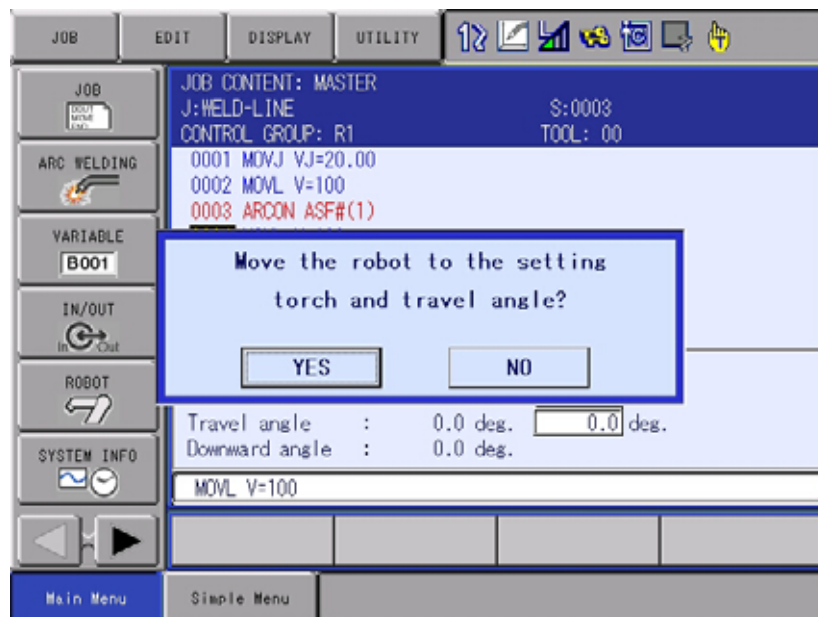 JOB EDIT DISPLAY UTILITY
JOB
DOUT
MOVE
END
ARC WELDING
VARIABLE
B001
IN/OUT
In Out
ROBOT
SYSTEM INFO
JOB CONTENT: MASTER
J:WELD-LINE S:0003
CONTROL GROUP: R1 TOOL: 00
0001 MOVJ VJ=20.00
0002 MOVL V=100
0003 ARCON ASF#(1)
Move the robot to the setting
torch and travel angle?
YES NO
Travel angle : 0.0 deg. 0.0 deg.
Downward angle : 0.0 deg.
MOVL V=100
Main Menu Simple Menu